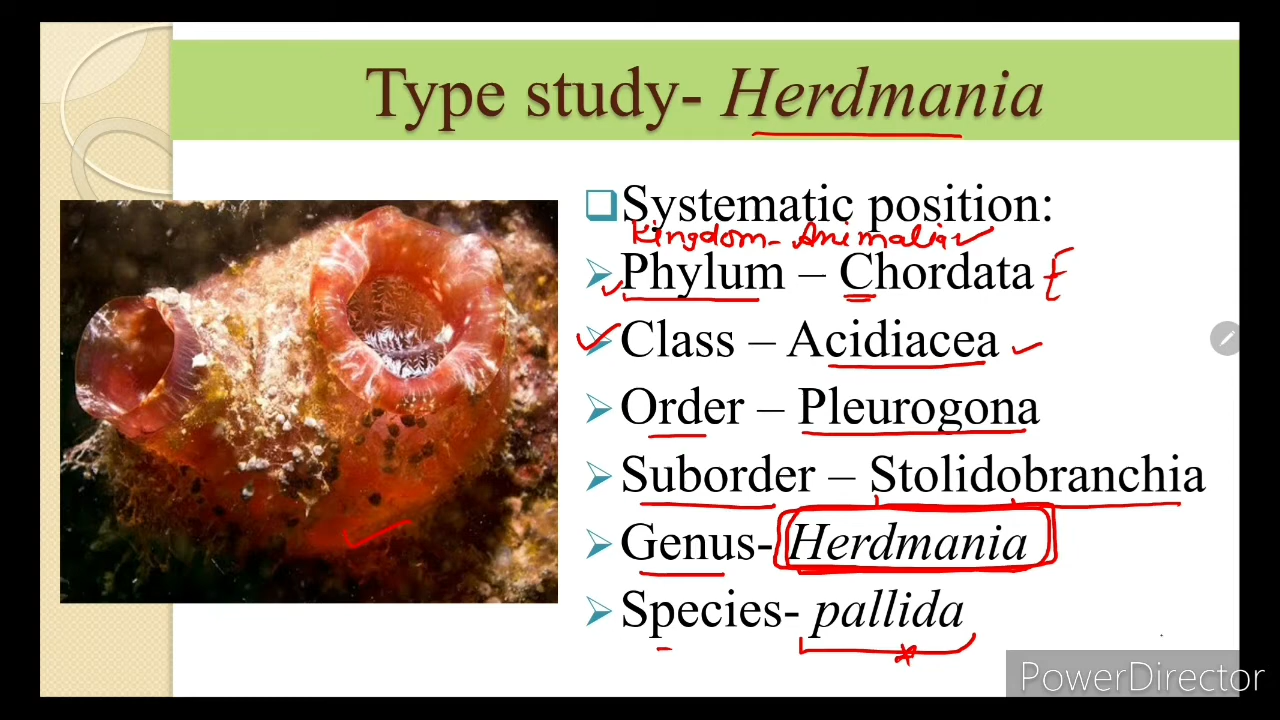 Type study- Herdmania
Systematic position:
Kingdom- Animalia
Phylum – Chordata
Class – Acidiacea
Order – Pleurogona
Suborder – Stolidobranchia
Genus- Herdmania
Species- pallida
PowerDirector